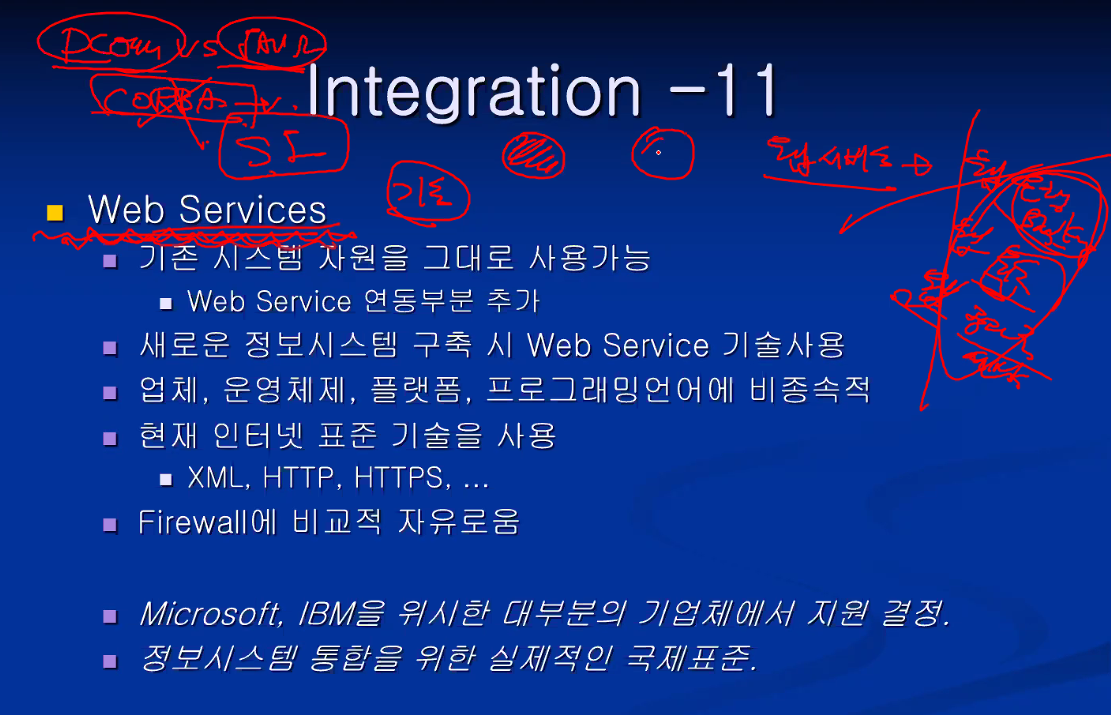 DCOM vs JAVA
CORBA
Integration -11
SI
기존
Web Services
기존 시스템 자원을 그대로 사용가능
Web Service 연동부분 추가
새로운 정보시스템 구축 시 Web Service 기술사용
업체, 운영체제, 플랫폼, 프로그래밍언어에 비종속적
현재 인터넷 표준 기술을 사용
XML, HTTP, HTTPS, ...
Firewall에 비교적 자유로움
Microsoft, IBM을 위시한 대부분의 기업체에서 지원 결정.
정보시스템 통합을 위한 실제적인 국제표준.